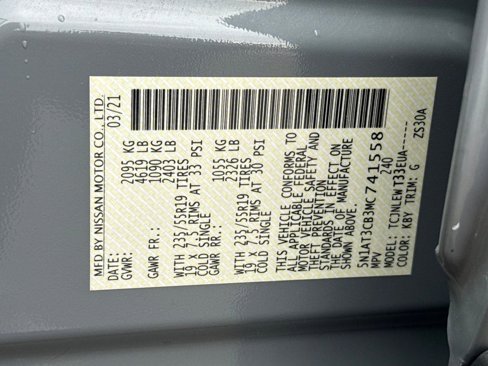 MFD BY NISSAN MOTOR CO., LTD.
DATE: 03/21
GVWR: 2095 KG
4619 LB
GAWR FR.: 1090 KG
2403 LB
WITH 235/55R19 TIRES
19 X 7.5 RIMS AT 33 PSI
COLD SINGLE
GAWR RR.: 1055 KG
2326 LB
WITH 235/55R19 TIRES
19 X 7.5 RIMS AT 30 PSI
COLD SINGLE
THIS VEHICLE CONFORMS TO
ALL APPLICABLE FEDERAL
MOTOR VEHICLE SAFETY AND
THEFT PREVENTION
STANDARDS IN EFFECT ON
THE DATE OF MANUFACTURE
SHOWN ABOVE.
5N1AT3CB3MC741558
MPV 240
MODEL: TCJNLEWT33EUA------
COLOR: KBY TRIM: G ZS30A